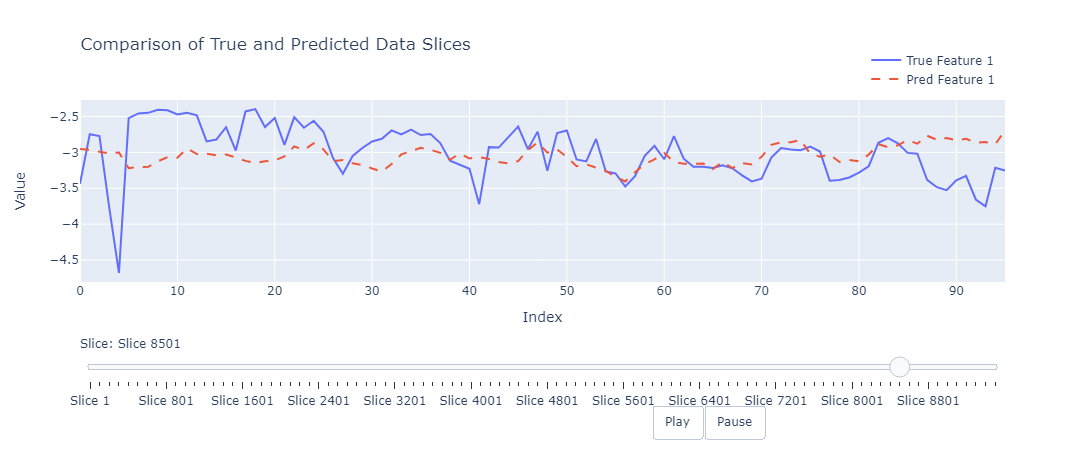 Comparison of True and Predicted Data Slices
True Feature 1
Pred Feature 1
Value
−2.5
−3
−3.5
−4
−4.5
0 10 20 30 40 50 60 70 80 90
Index
Slice: Slice 8501
Slice 1 Slice 801 Slice 1601 Slice 2401 Slice 3201 Slice 4001 Slice 4801 Slice 5601 Slice 6401 Slice 7201 Slice 8001 Slice 8801
Play Pause